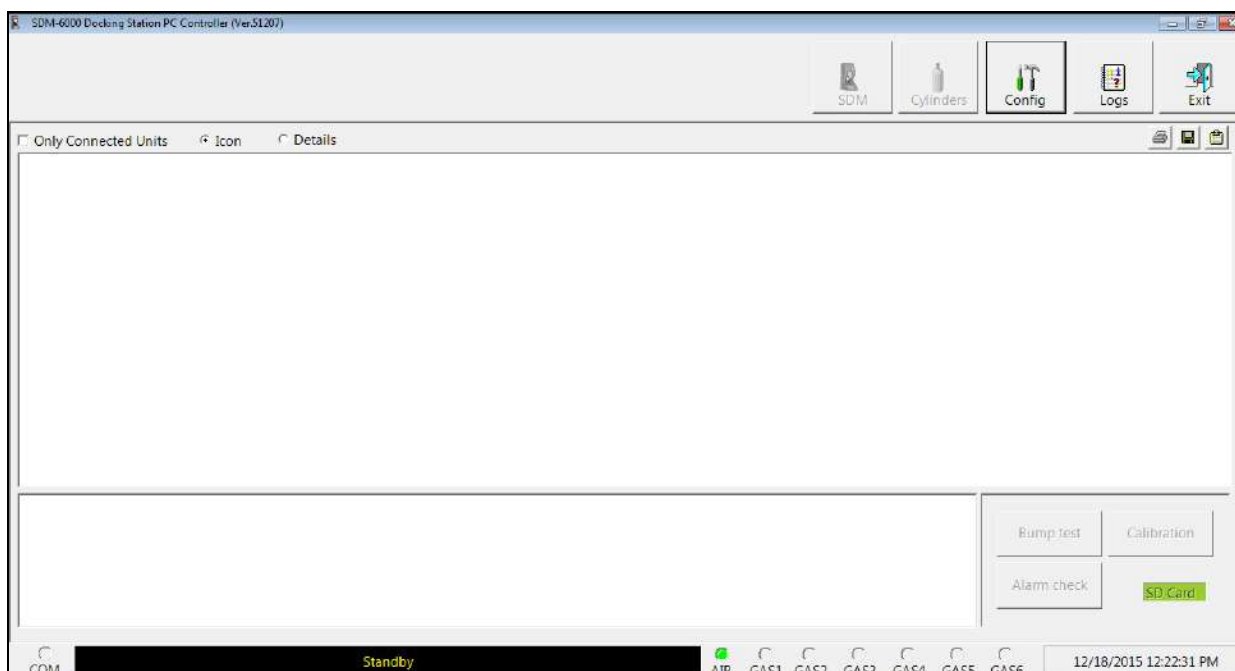 SDM-6000 Docking Station PC Controller (Ver.51207)
SDM Cylinders Config Logs Exit
Only Connected Units Icon Details
Bump test Calibration
Alarm check SD Card
COM Standby AIR GAS1 GAS2 GAS3 GAS4 GAS5 GAS6 12/18/2015 12:22:31 PM